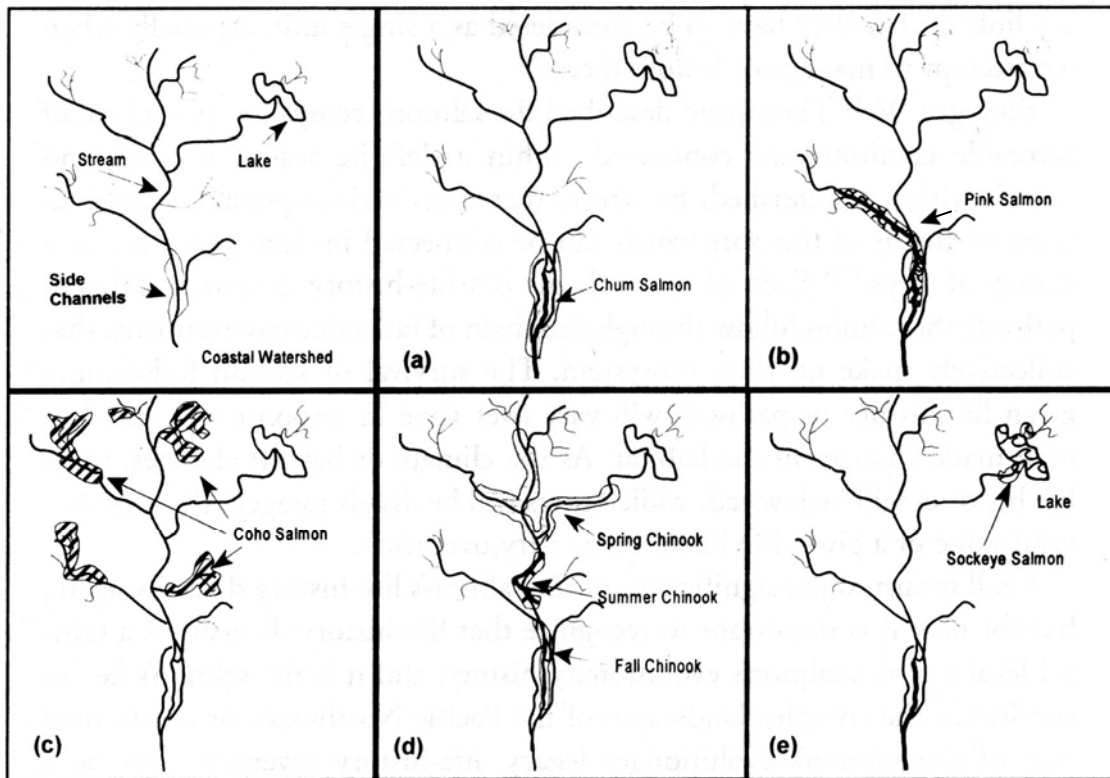 Stream
Lake
Side
Channels
Coastal Watershed
Chum Salmon
(a)
Pink Salmon
(b)
Coho Salmon
(c)
Spring Chinook
Summer Chinook
Fall Chinook
(d)
Lake
Sockeye Salmon
(e)